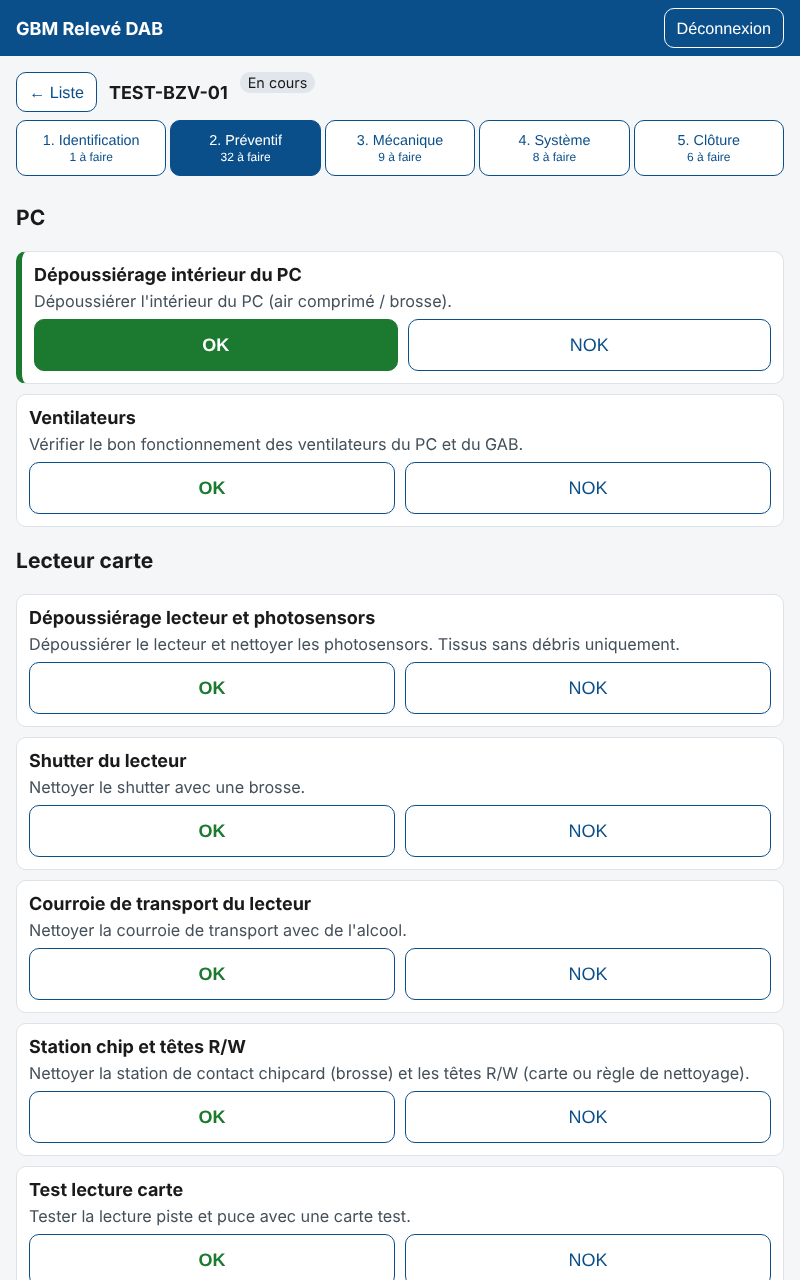 GBM Relevé DAB
Déconnexion
← Liste
TEST-BZV-01
En cours
1. Identification
1 à faire
2. Préventif
32 à faire
3. Mécanique
9 à faire
4. Système
8 à faire
5. Clôture
6 à faire
PC
Dépoussiérage intérieur du PC
Dépoussiérer l'intérieur du PC (air comprimé / brosse).
OK
NOK
Ventilateurs
Vérifier le bon fonctionnement des ventilateurs du PC et du GAB.
OK
NOK
Lecteur carte
Dépoussiérage lecteur et photosensors
Dépoussiérer le lecteur et nettoyer les photosensors. Tissus sans débris uniquement.
OK
NOK
Shutter du lecteur
Nettoyer le shutter avec une brosse.
OK
NOK
Courroie de transport du lecteur
Nettoyer la courroie de transport avec de l'alcool.
OK
NOK
Station chip et têtes R/W
Nettoyer la station de contact chipcard (brosse) et les têtes R/W (carte ou règle de nettoyage).
OK
NOK
Test lecture carte
Tester la lecture piste et puce avec une carte test.
OK
NOK